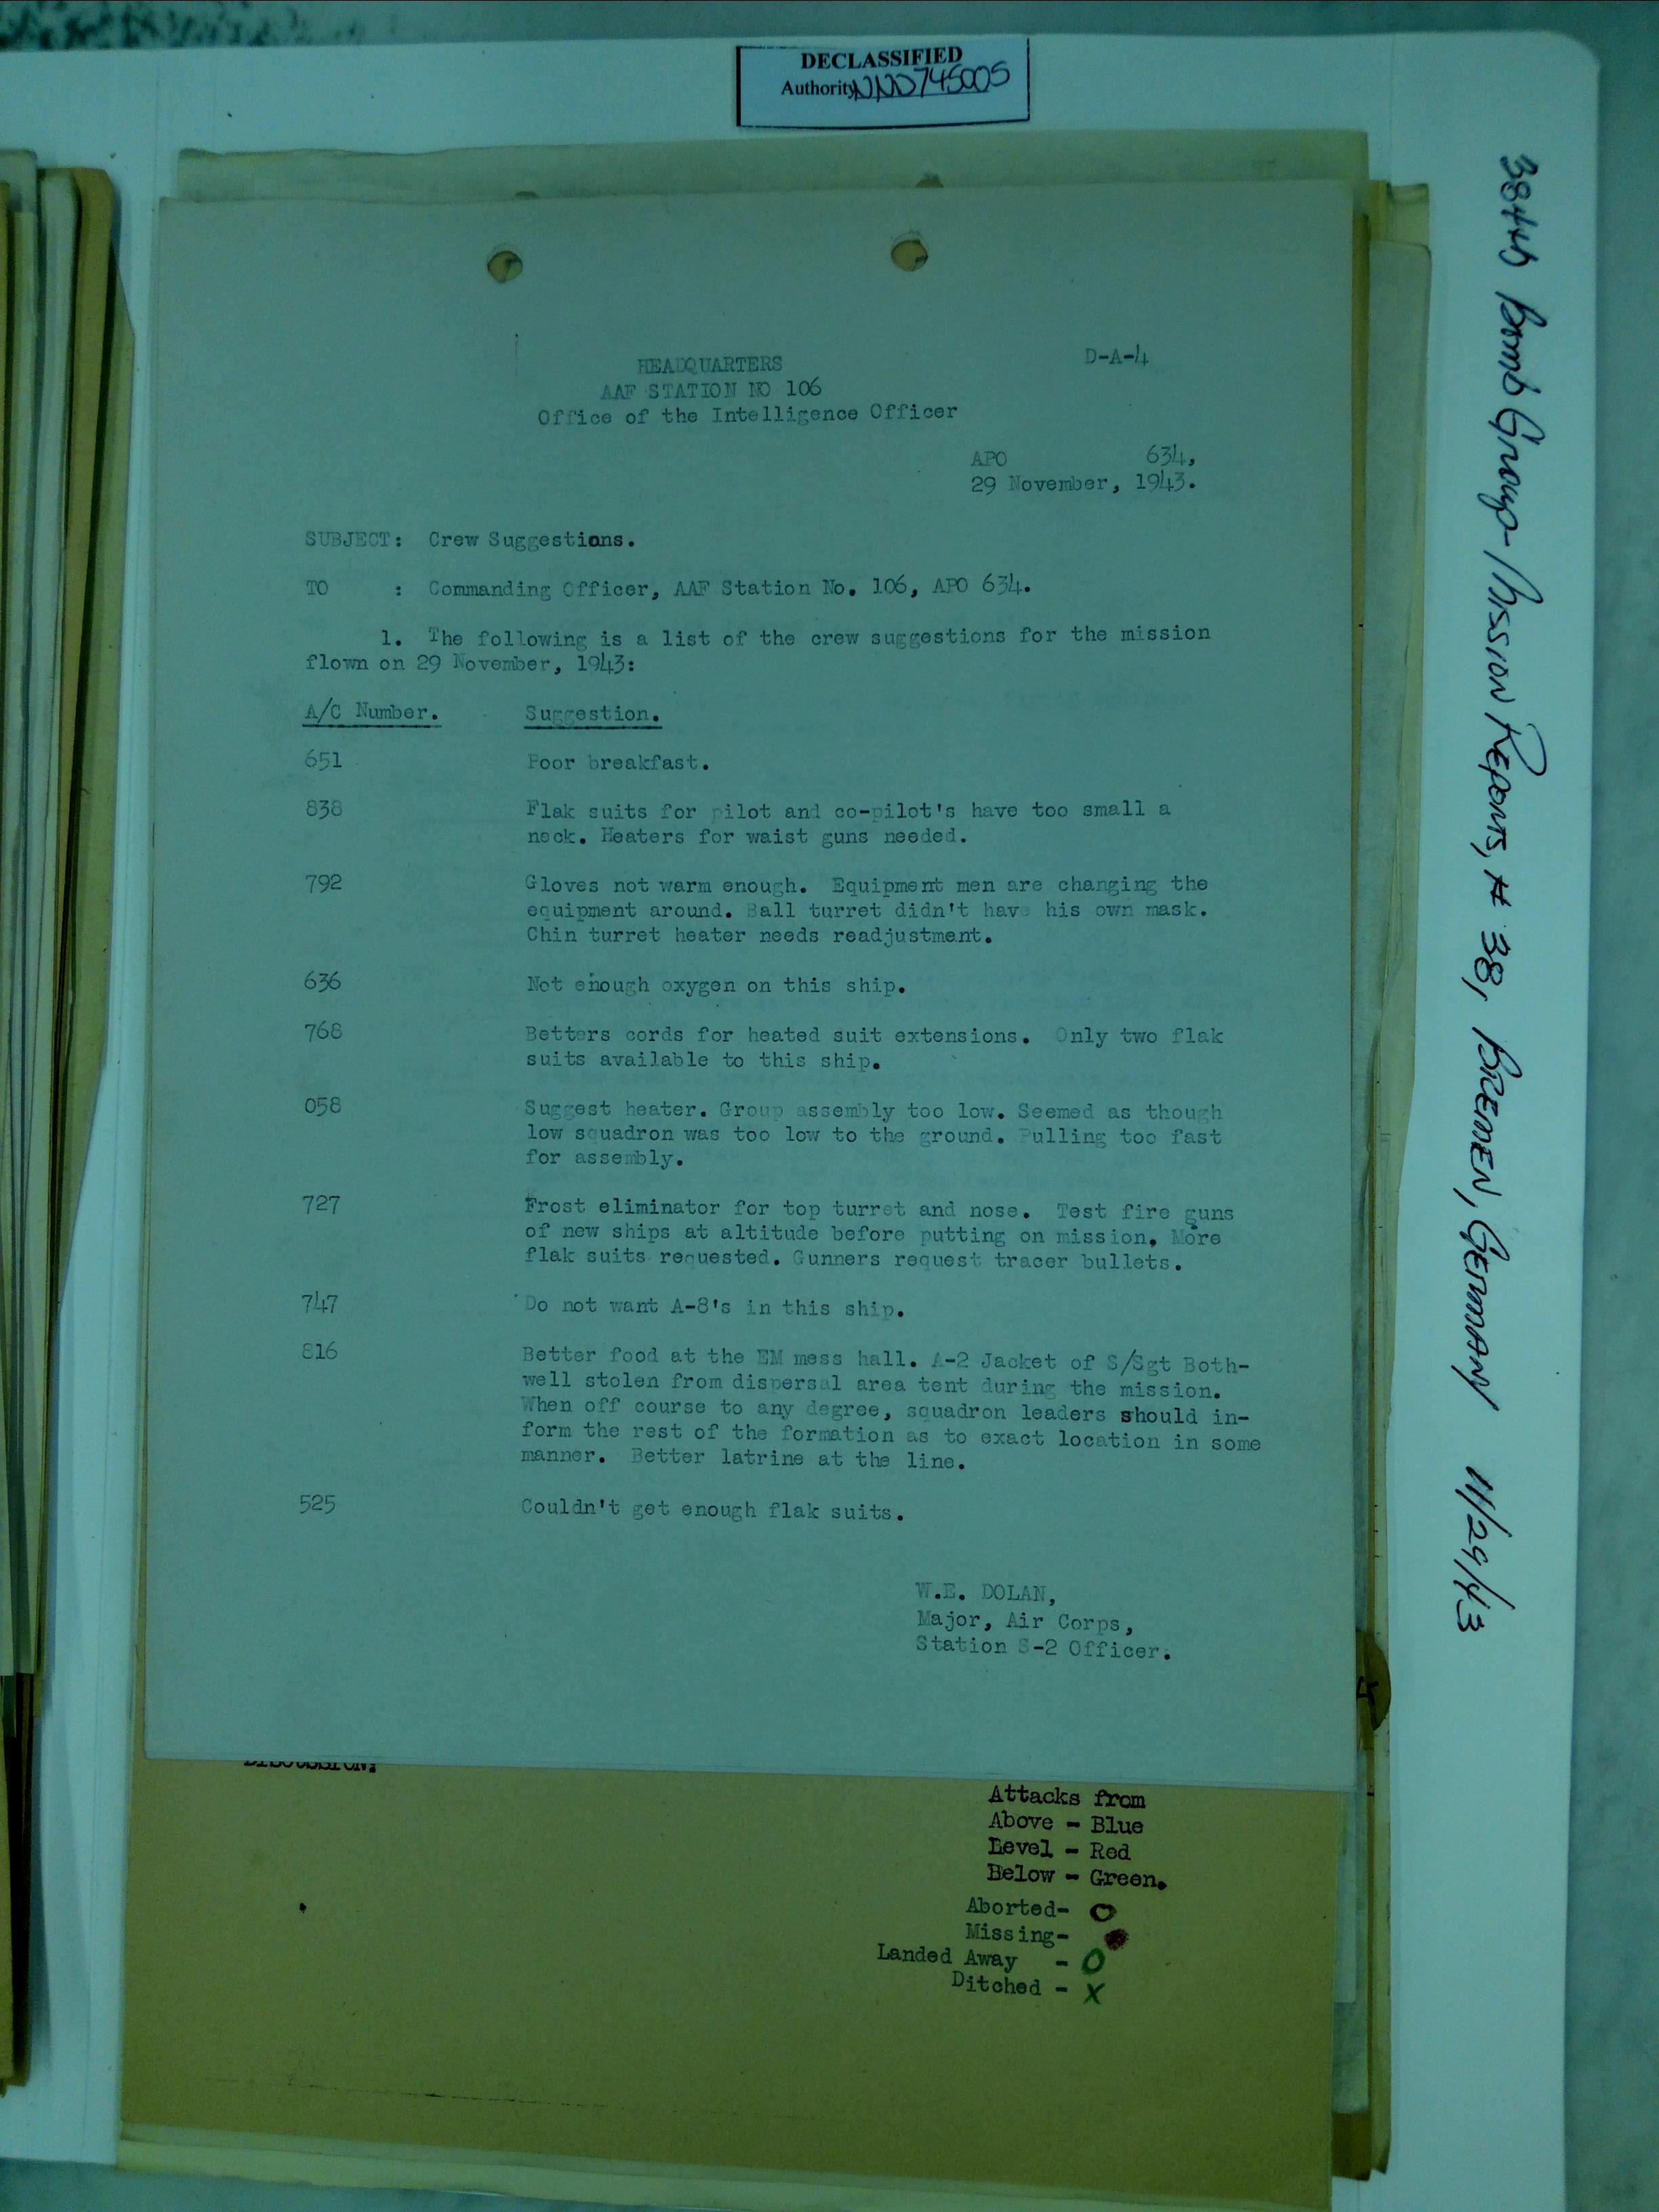 DECLASSIFIED
Authority NND745005
384th Bomb Group - Mission Reports, # 38, BREMEN, GERMANY 11/29/43
HEADQUARTERS
D-A-4
AAF STATION NO 106
Office of the Intelligence Officer
APO 634,
29 November, 1943.
SUBJECT: Crew Suggestions.
TO : Commanding Officer, AAF Station No. 106, APO 634.
1. The following is a list of the crew suggestions for the mission
flown on 29 November, 1943:
A/C Number. Suggestion.
651 Poor breakfast.
838 Flak suits for pilot and co-pilot's have too small a
neck. Heaters for waist guns needed.
792 Gloves not warm enough. Equipment men are changing the
equipment around. Ball turret didn't have his own mask.
Chin turret heater needs readjustment.
636 Not enough oxygen on this ship.
768 Betters cords for heated suit extensions. Only two flak
suits available to this ship.
058 Suggest heater. Group assembly too low. Seemed as though
low squadron was too low to the ground. Pulling too fast
for assembly.
727 Frost eliminator for top turret and nose. Test fire guns
of new ships at altitude before putting on mission. More
flak suits requested. Gunners request tracer bullets.
747 Do not want A-8's in this ship.
816 Better food at the EM mess hall. A-2 Jacket of S/Sgt Both-
well stolen from dispersal area tent during the mission.
When off course to any degree, squadron leaders should in-
form the rest of the formation as to exact location in some
manner. Better latrine at the line.
525 Couldn't get enough flak suits.
W.E. DOLAN,
Major, Air Corps,
Station S-2 Officer.
DISCUSSION:
Attacks from
Above - Blue
Level - Red
Below - Green.
Aborted- O
Missing-
Landed Away - O
Ditched - X